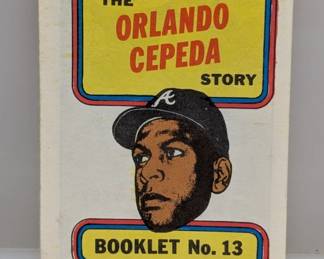 THE
ORLANDO
CEPEDA
STORY
A
BOOKLET No. 13